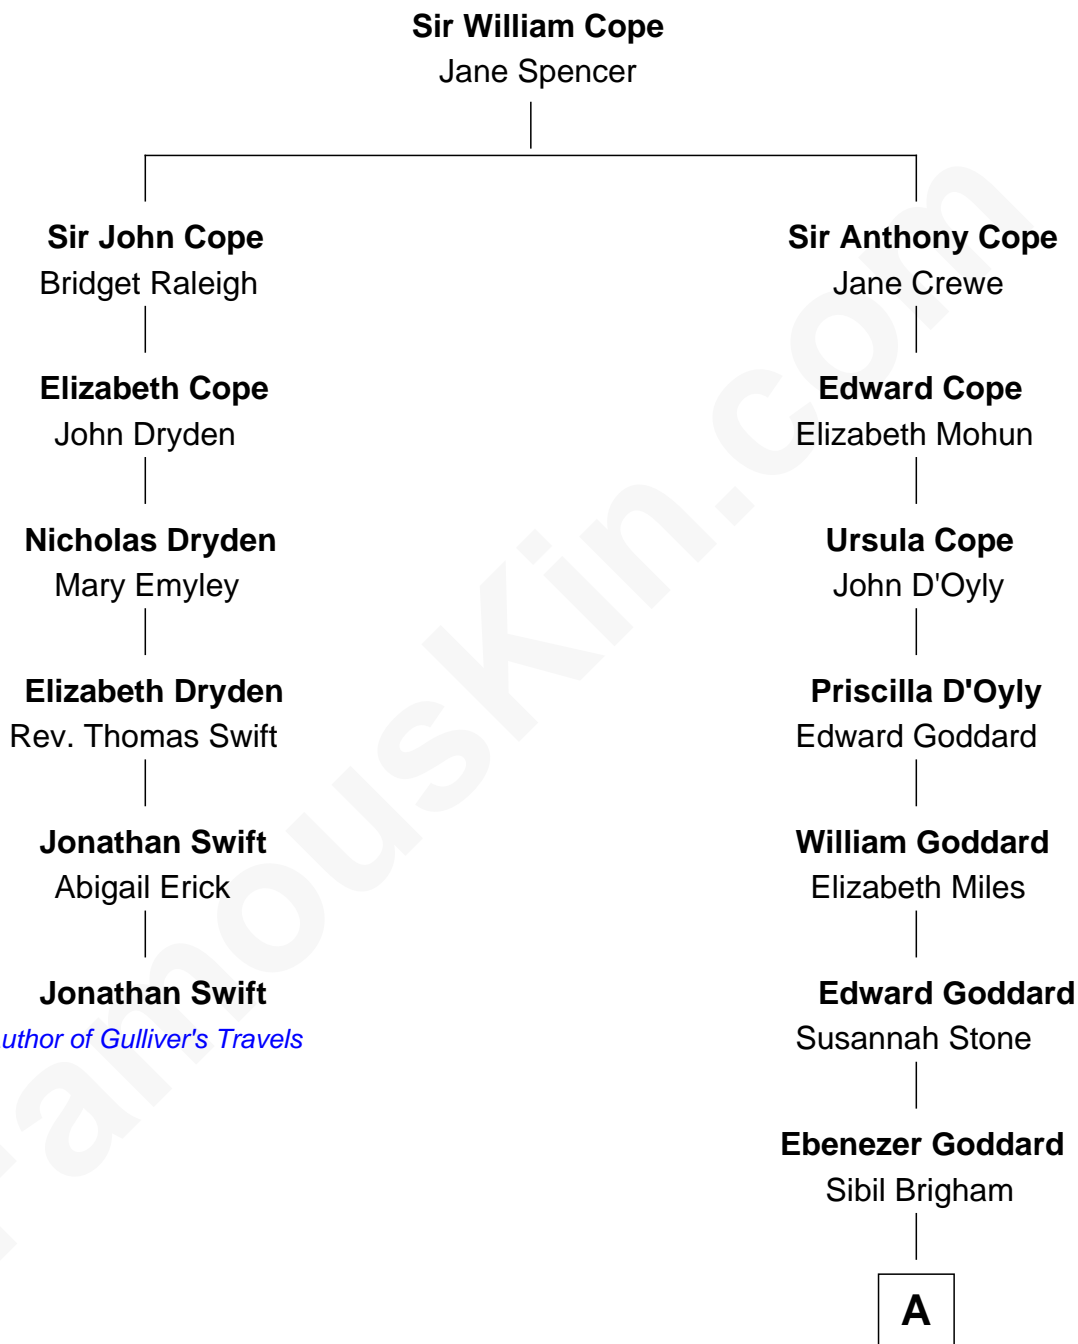 Sir William Cope
Jane Spencer
Sir John Cope
Bridget Raleigh
Elizabeth Cope
John Dryden
Nicholas Dryden
Mary Emyley
Elizabeth Dryden
Rev. Thomas Swift
Jonathan Swift
Abigail Erick
Jonathan Swift
uthor of Gulliver's Travels
Sir Anthony Cope
Jane Crewe
Edward Cope
Elizabeth Mohun
Ursula Cope
John D'Oyly
Priscilla D'Oyly
Edward Goddard
William Goddard
Elizabeth Miles
Edward Goddard
Susannah Stone
Ebenezer Goddard
Sibil Brigham
A
FamousKin.com